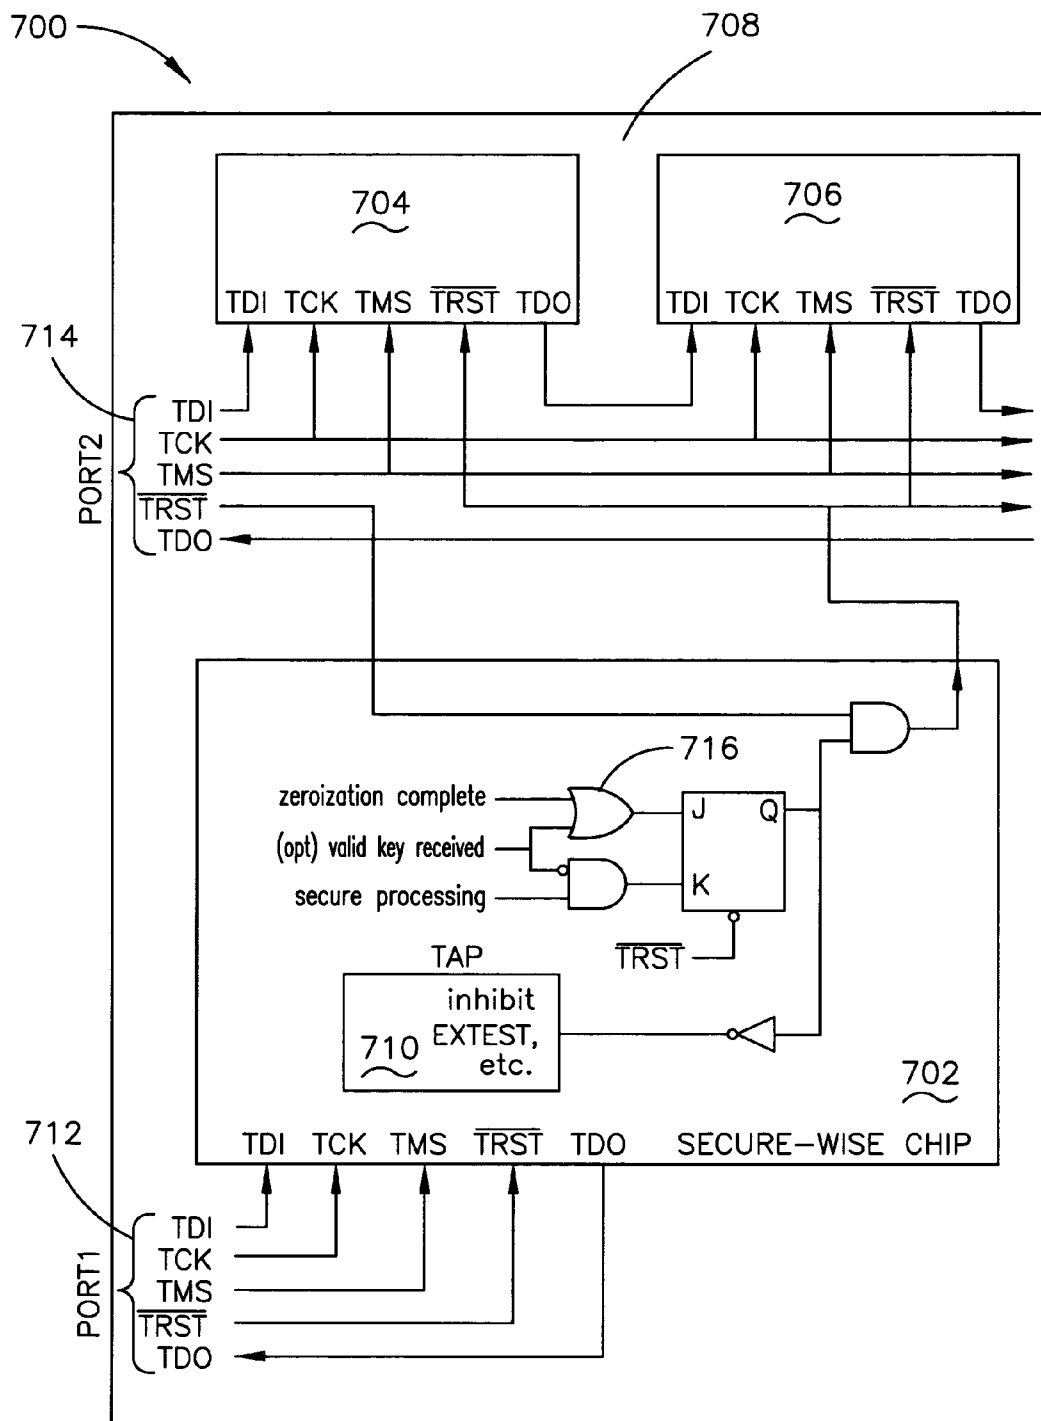 700
708
704
706
TDI TCK TMS TRST TDO
TDI TCK TMS TRST TDO
714
PORT2
TDI
TCK
TMS
TRST
TDO
716
zeroization complete
(opt) valid key received
secure processing
J Q
K
TRST
TAP
inhibit
EXTEST,
etc.
710
702
712
TDI TCK TMS TRST TDO SECURE-WISE CHIP
PORT1
TDI
TCK
TMS
TRST
TDO